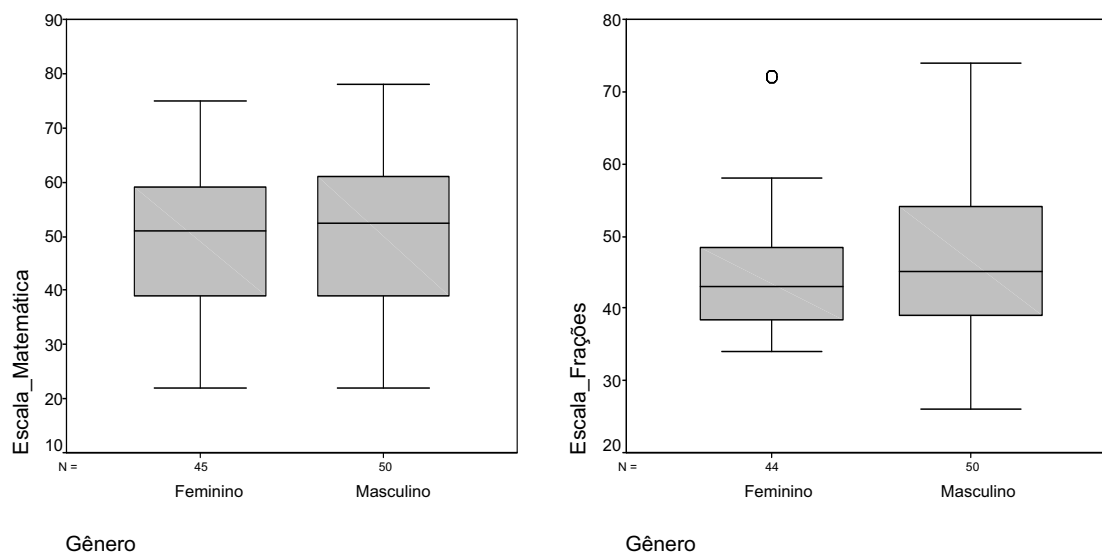 90
80
70
60
50
40
30
20
10
Escala_Matemática
N = 45 50
Feminino Masculino
Gênero
80
70
60
50
40
30
20
Escala_Frações
N = 44 50
Feminino Masculino
Gênero